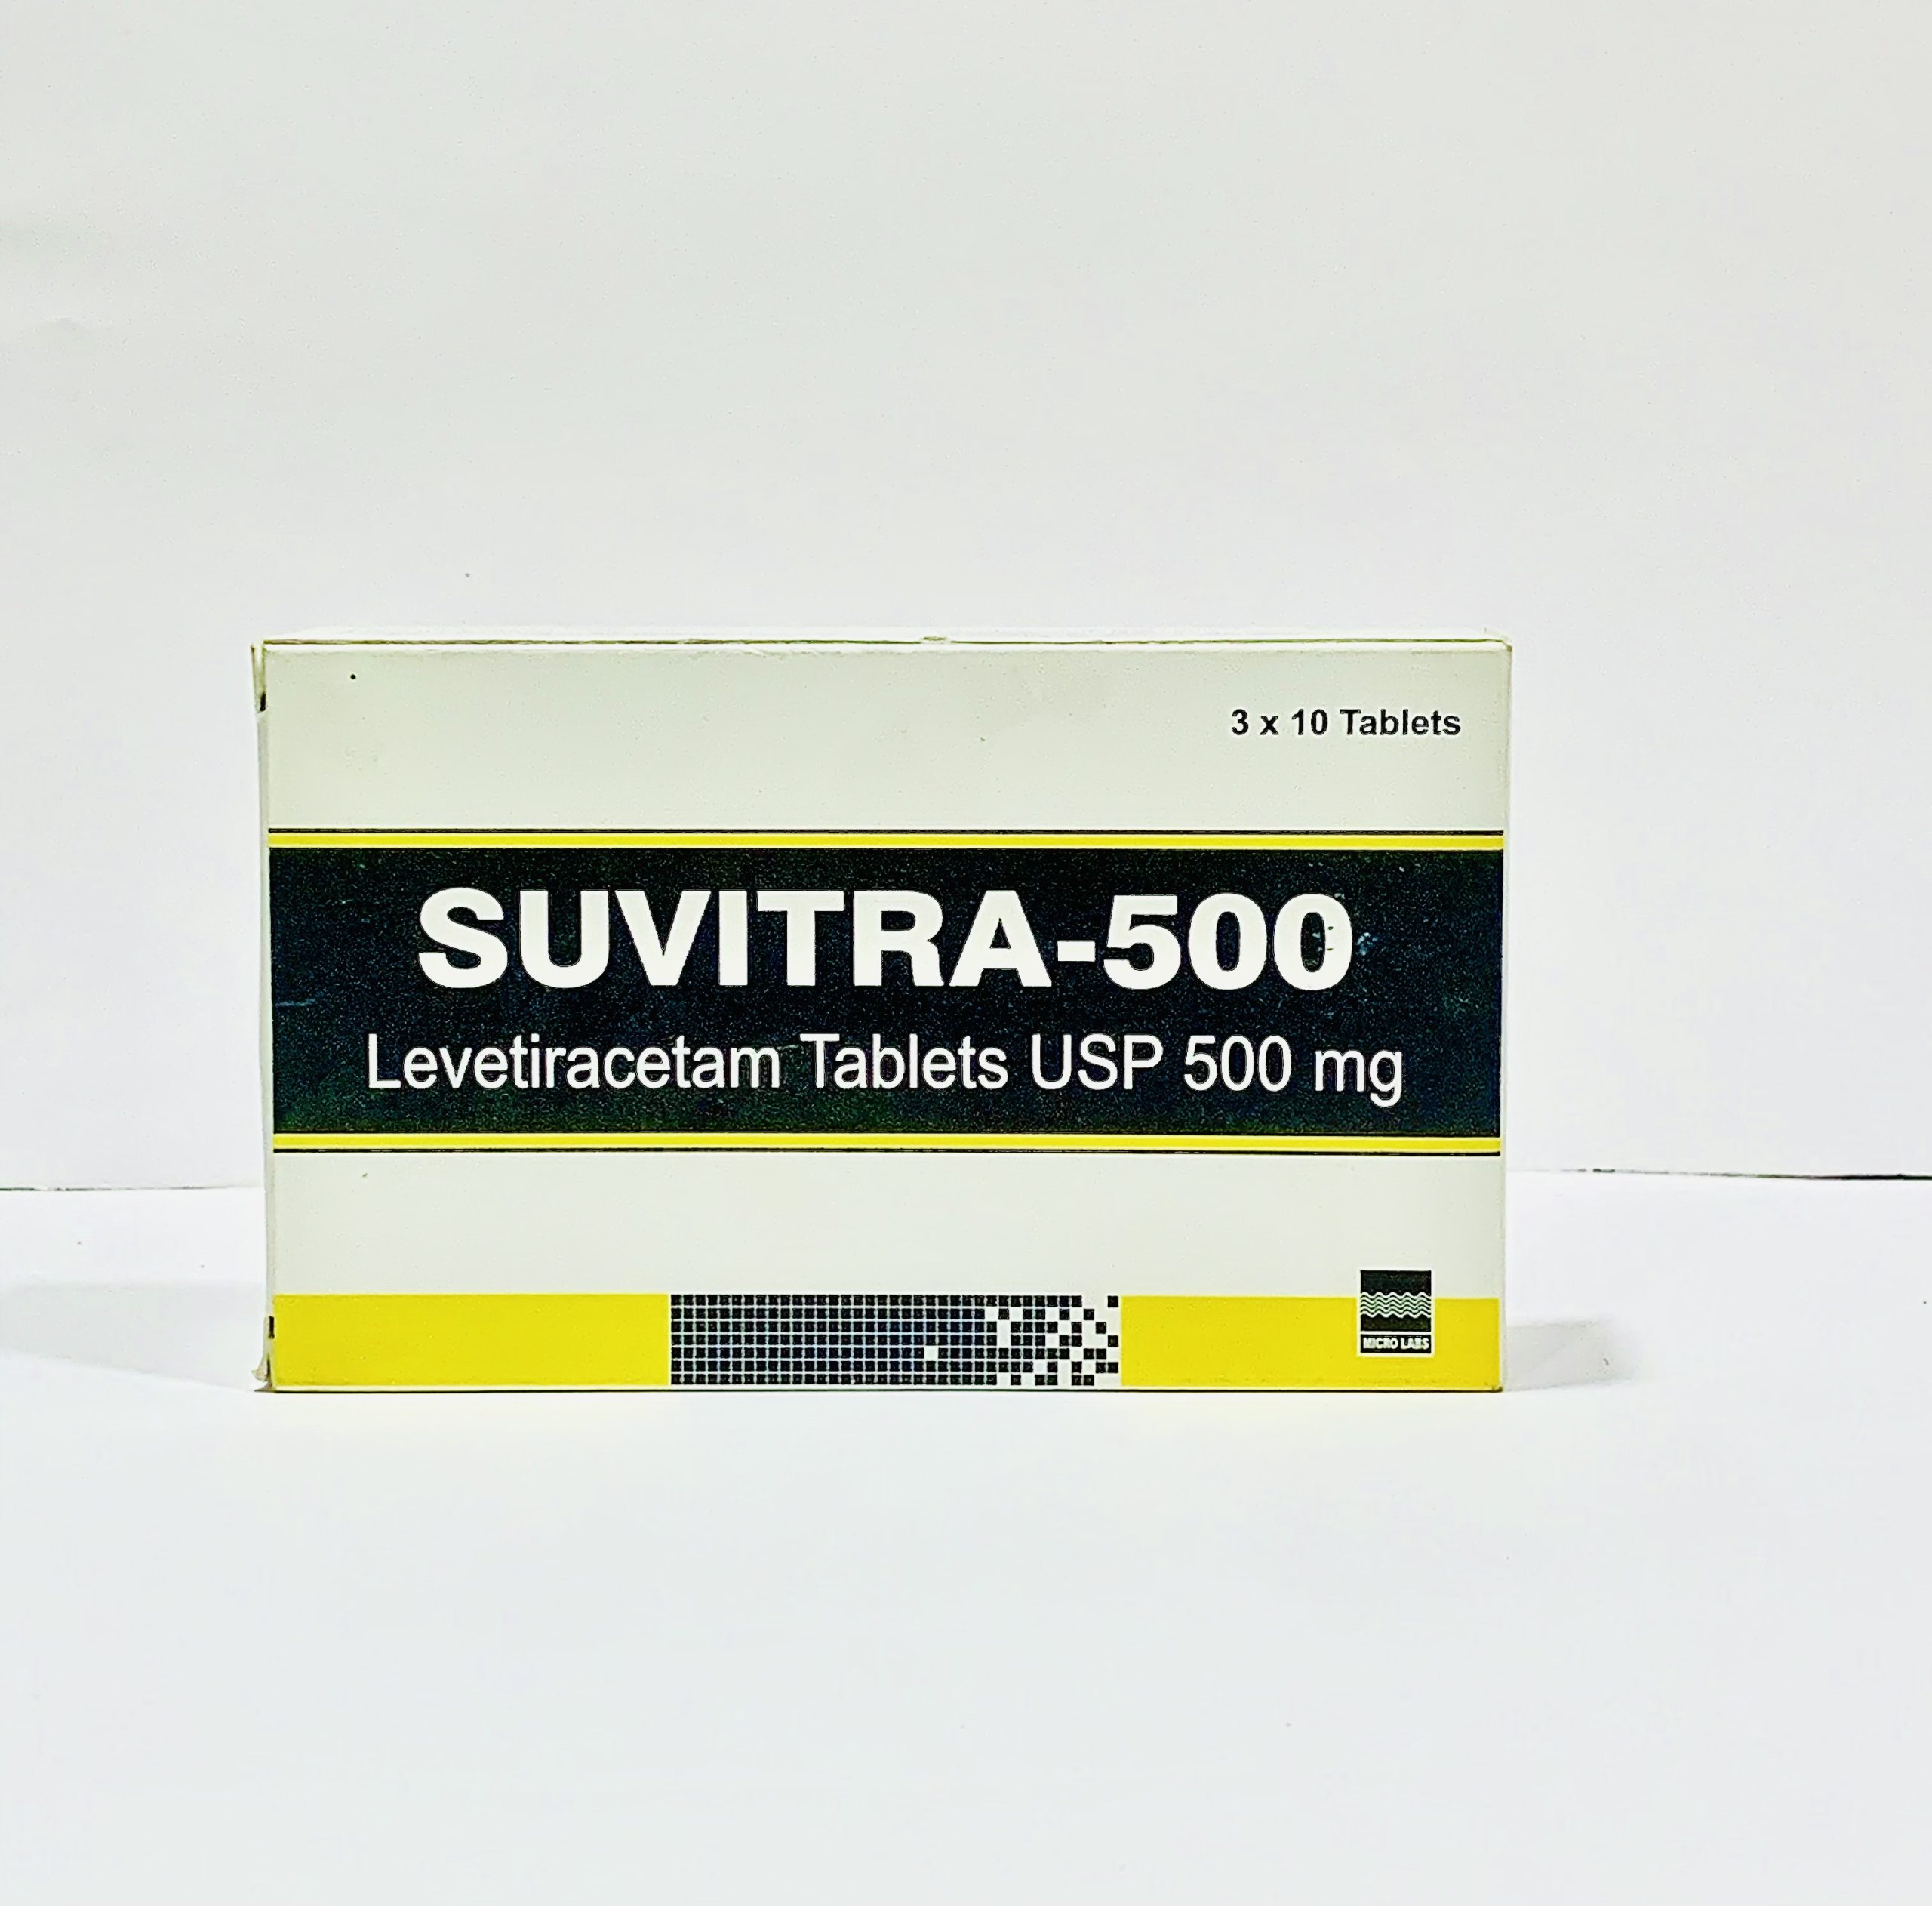 3 x 10 Tablets
SUVITRA-500
Levetiracetam Tablets USP 500 mg
MICRO LABS